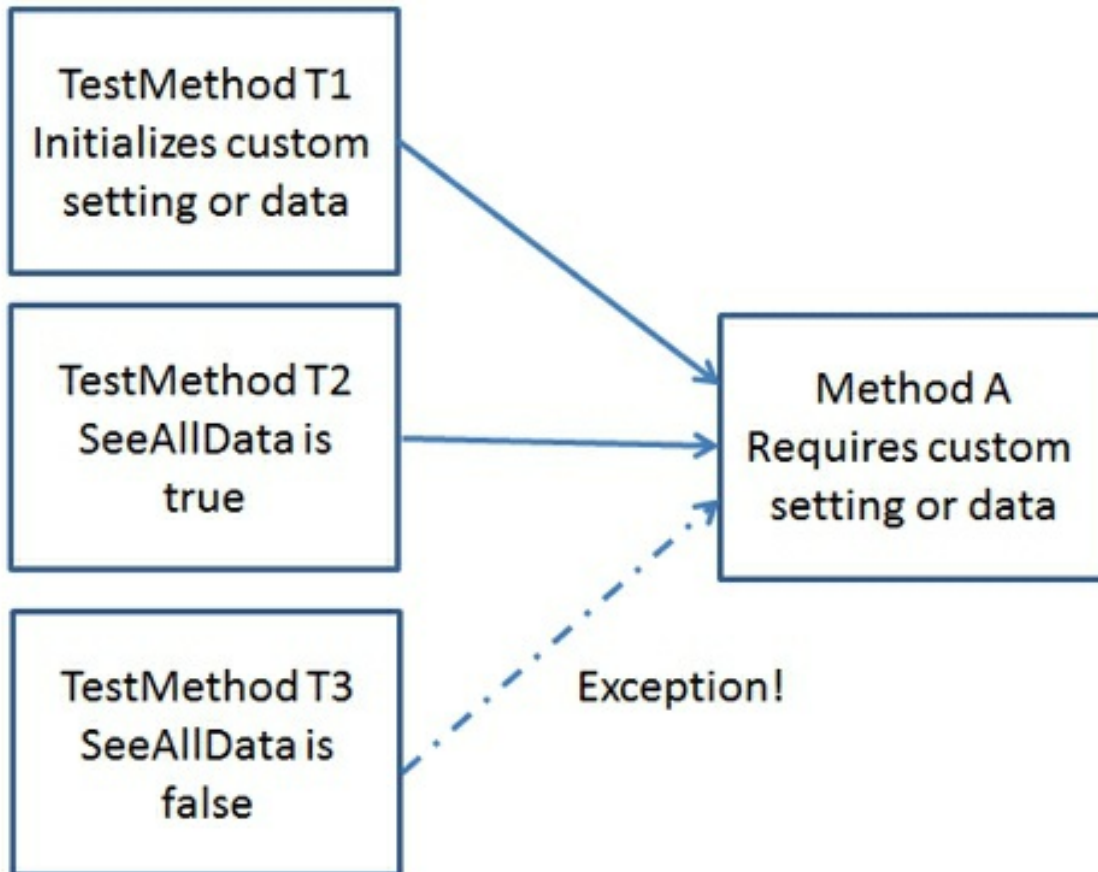 TestMethod T1
Initializes custom
setting or data
TestMethod T2
SeeAllData is
true
Method A
Requires custom
setting or data
TestMethod T3
SeeAllData is
false
Exception!